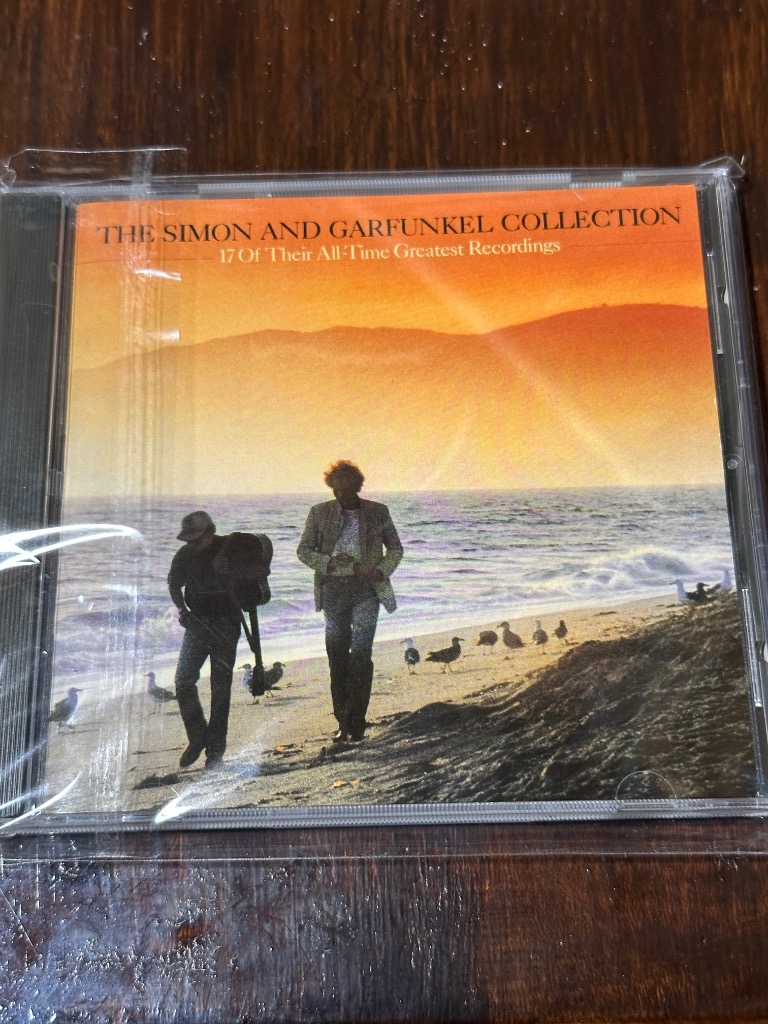 THE SIMON AND GARFUNKEL COLLECTION
17 Of Their All-Time Greatest Recordings